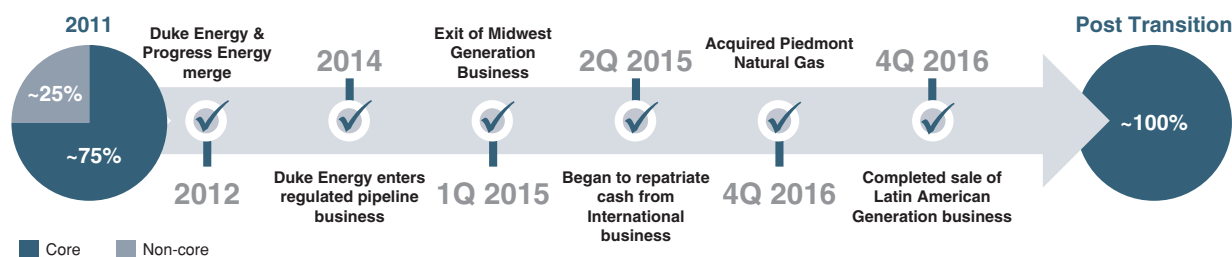 2011
~25%
~75%
Duke Energy &
Progress Energy
merge
2012
2014
Duke Energy enters
regulated pipeline
business
Exit of Midwest
Generation
Business
1Q 2015
2Q 2015
Began to repatriate
cash from
International
business
Acquired Piedmont
Natural Gas
4Q 2016
4Q 2016
Completed sale of
Latin American
Generation business
Post Transition
~100%
Core
Non-core